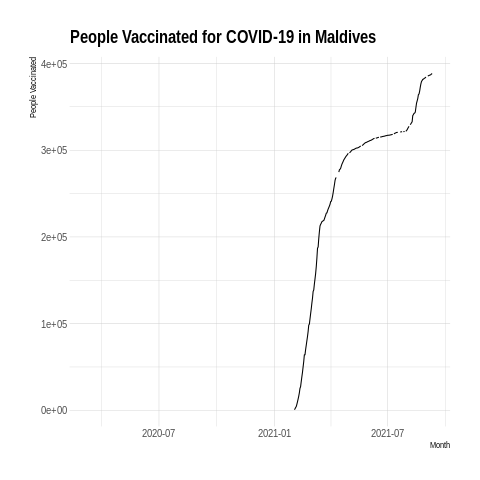 People Vaccinated for COVID-19 in Maldives
People Vaccinated
4e+05
3e+05
2e+05
1e+05
0e+00
2020-07
2021-01
2021-07
Month